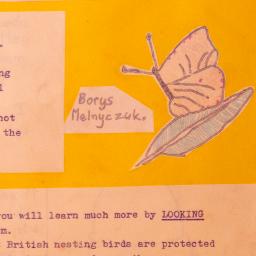 ng
not
the
Borys
Melnyczuk.
you will learn much more by LOOKING
m.
British nesting birds are protected